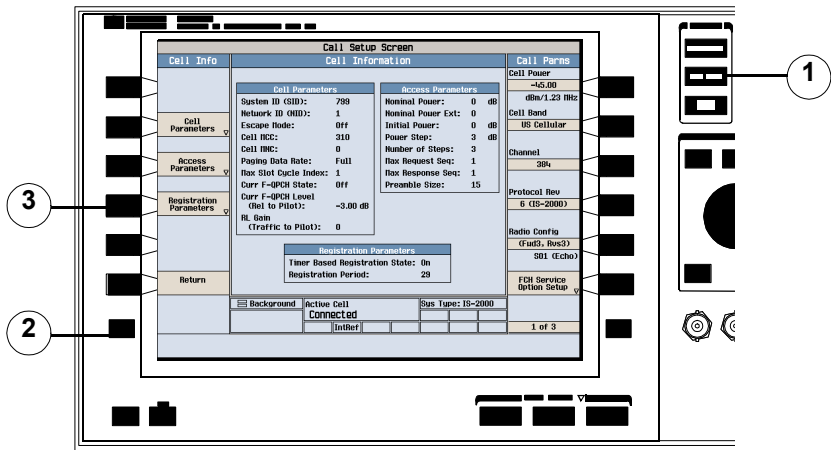 Call Setup Screen
Cell Info
Cell Information
Call Parms
Cell Parameters
Access Parameters
Registration Parameters
Return
Cell Parameters
System ID (SID): 799
Network ID (NID): 1
Escape Mode: Off
Cell MCC: 310
Cell MNC: 0
Paging Data Rate: Full
Max Slot Cycle Index: 1
Curr F-QPCH State: Off
Curr F-QPCH Level
(Rel to Pilot): -3.00 dB
RL Gain
(Traffic to Pilot): 0
Access Parameters
Nominal Power: 0 dB
Nominal Power Ext: 0
Initial Power: 0 dB
Power Step: 3 dB
Number of Steps: 3
Max Request Seq: 1
Max Response Seq: 1
Preamble Size: 15
Registration Parameters
Timer Based Registration State: On
Registration Period: 29
Cell Power
-45.00
dBm/1.23 MHz
Cell Band
US Cellular
Channel
384
Protocol Rev
6 (IS-2000)
Radio Config
(Fwd3, Rvs3)
SO1 (Echo)
FCH Service
Option Setup
Background
Active Cell
Sys Type: IS-2000
Connected
IntRef
1 of 3
1
3
2